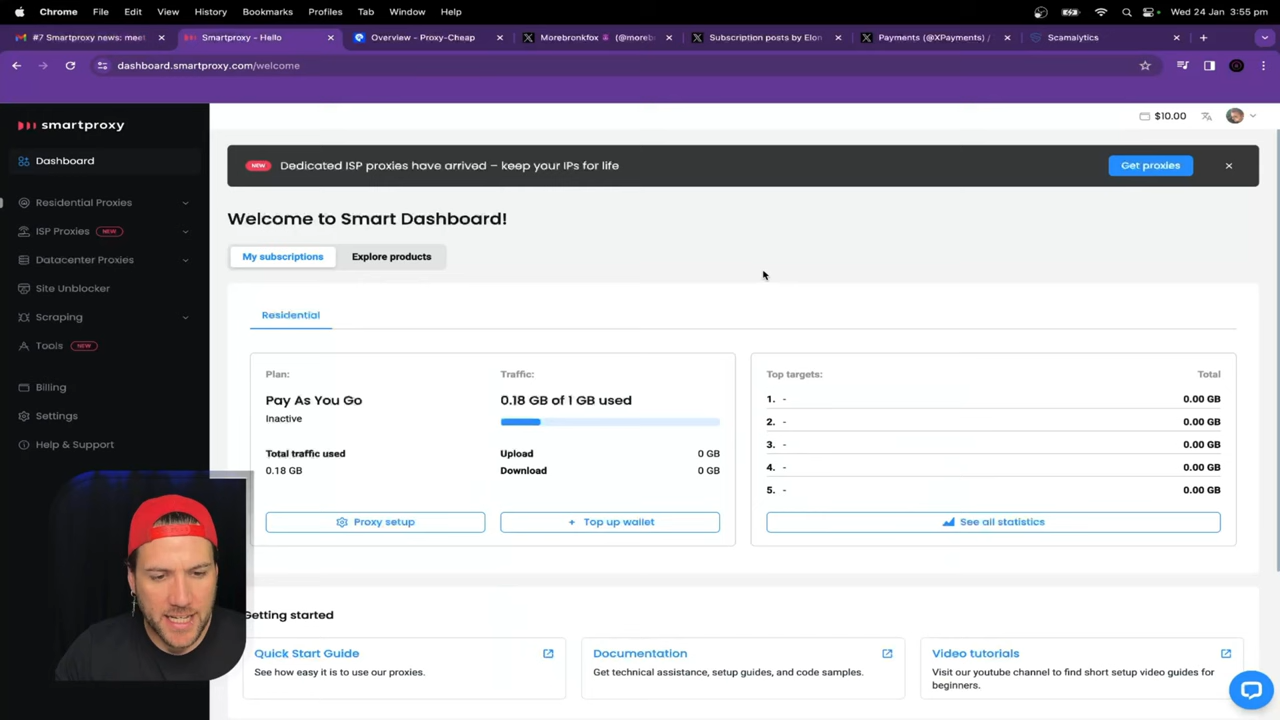 Chrome File Edit View History Bookmarks Profiles Tab Window Help Wed 24 Jan 3:55 pm
#7 Smartproxy news: meet Smartproxy - Hello Overview - Proxy-Cheap Morebronkfox (@moreb Subscription posts by Elon Payments (@XPayments) / Scamalytics
dashboard.smartproxy.com/welcome
smartproxy
$10.00
Dashboard
NEW Dedicated ISP proxies have arrived – keep your IPs for life Get proxies
Residential Proxies
ISP Proxies NEW
Datacenter Proxies
Site Unblocker
Scraping
Tools NEW
Billing
Settings
Help & Support
Welcome to Smart Dashboard!
My subscriptions Explore products
Residential
Plan:
Pay As You Go
Inactive
Total traffic used
0.18 GB
Proxy setup
Traffic:
0.18 GB of 1 GB used
Upload 0 GB
Download 0 GB
+ Top up wallet
Top targets: Total
1. - 0.00 GB
2. - 0.00 GB
3. - 0.00 GB
4. - 0.00 GB
5. - 0.00 GB
See all statistics
Getting started
Quick Start Guide
See how easy it is to use our proxies.
Documentation
Get technical assistance, setup guides, and code samples.
Video tutorials
Visit our youtube channel to find short setup video guides for
beginners.